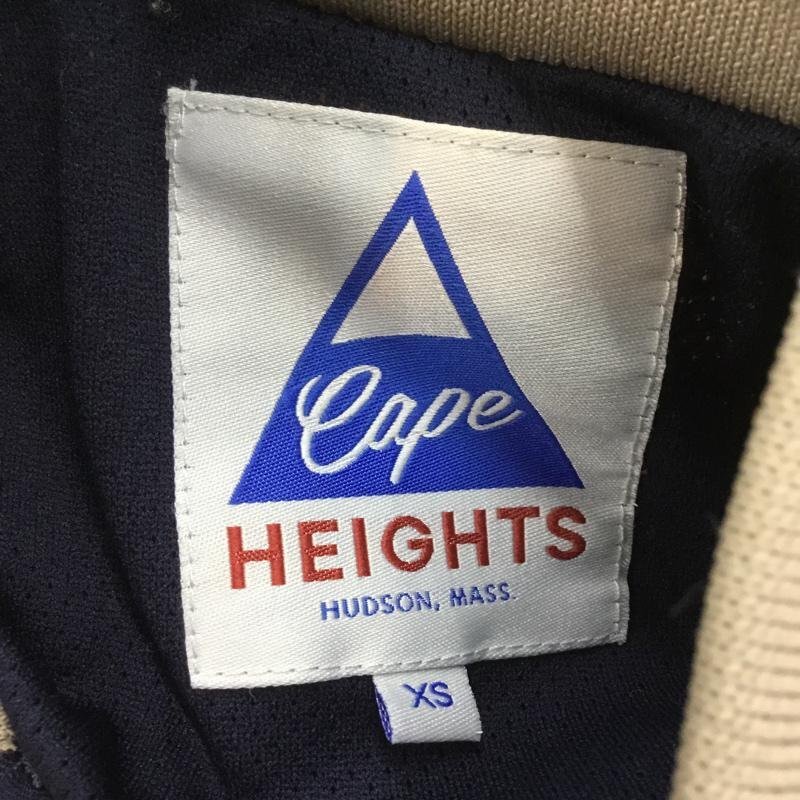 Cape
HEIGHTS
HUDSON, MASS.
XS